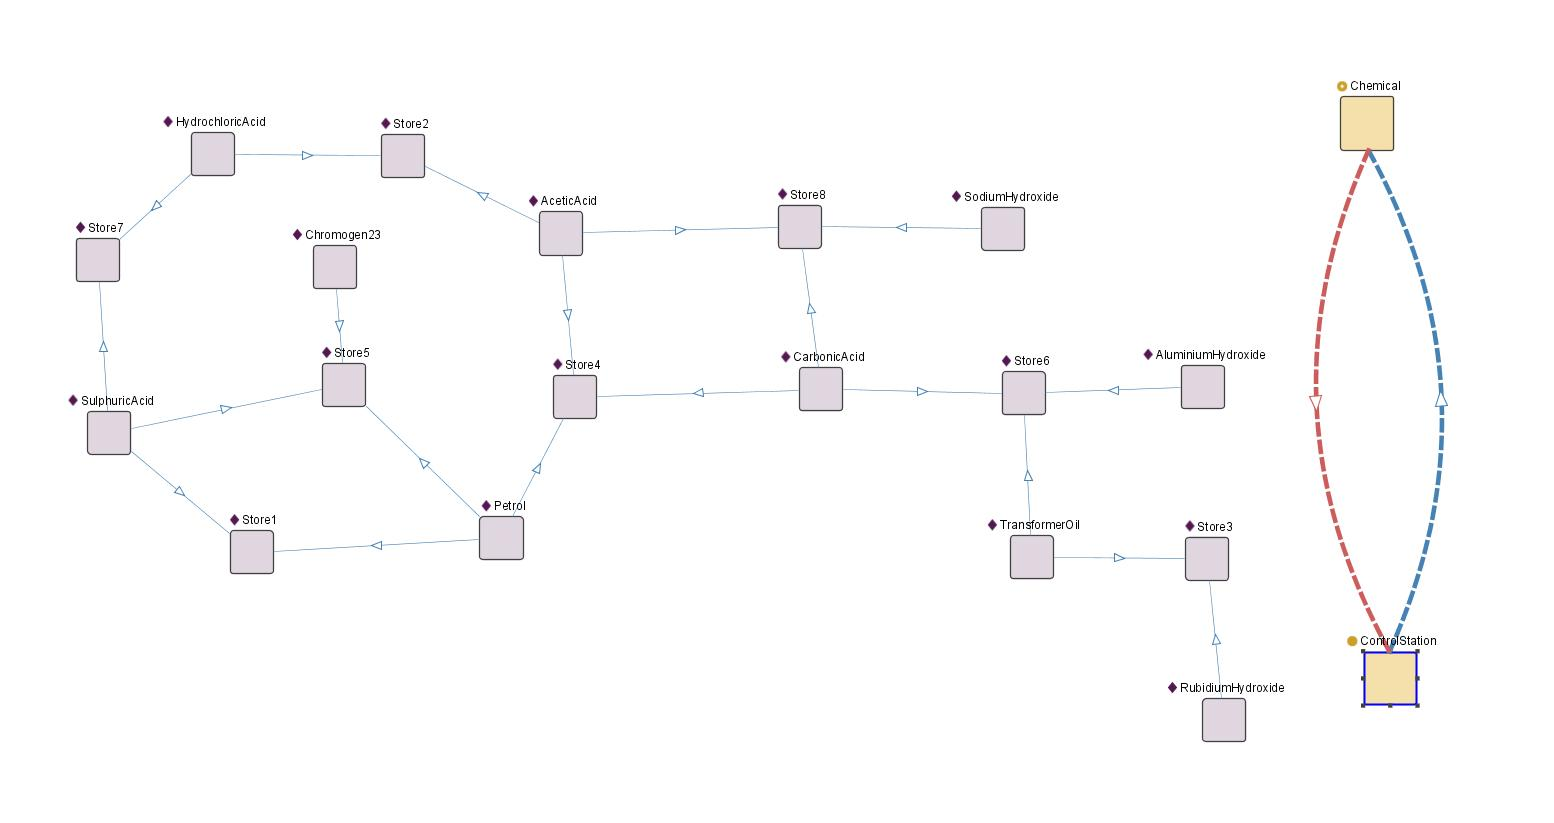 Chemical
HydrochloricAcid
Store2
Store8
SodiumHydroxide
AceticAcid
Store7
Chromogen23
Store5
Store4
CarbonicAcid
Store6
AluminiumHydroxide
SulphuricAcid
Petrol
Store1
TransformerOil
Store3
ControlStation
RubidiumHydroxide